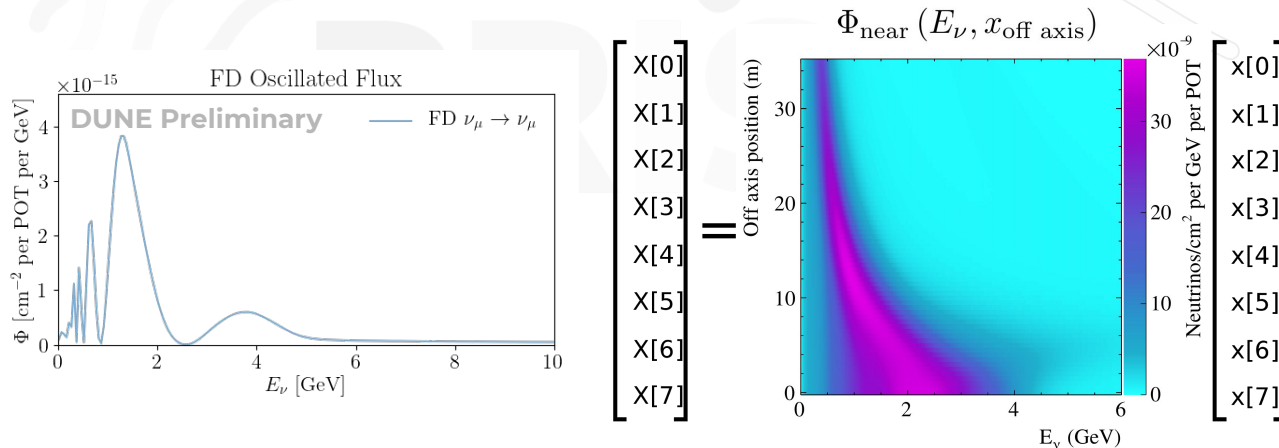 FD Oscillated Flux
×10⁻¹⁵
DUNE Preliminary
FD νμ → νμ
Φ [cm⁻² per POT per GeV]
4
3
2
1
0
0 2 4 6 8 10
Eν [GeV]
X[0]
X[1]
X[2]
X[3]
X[4]
X[5]
X[6]
X[7]
=
Φnear (Eν, xoff axis)
×10⁻⁹
Off axis position (m)
30
20
10
0
0 2 4 6
Eν (GeV)
30
20
10
0
Neutrinos/cm² per GeV per POT
x[0]
x[1]
x[2]
x[3]
x[4]
x[5]
x[6]
x[7]